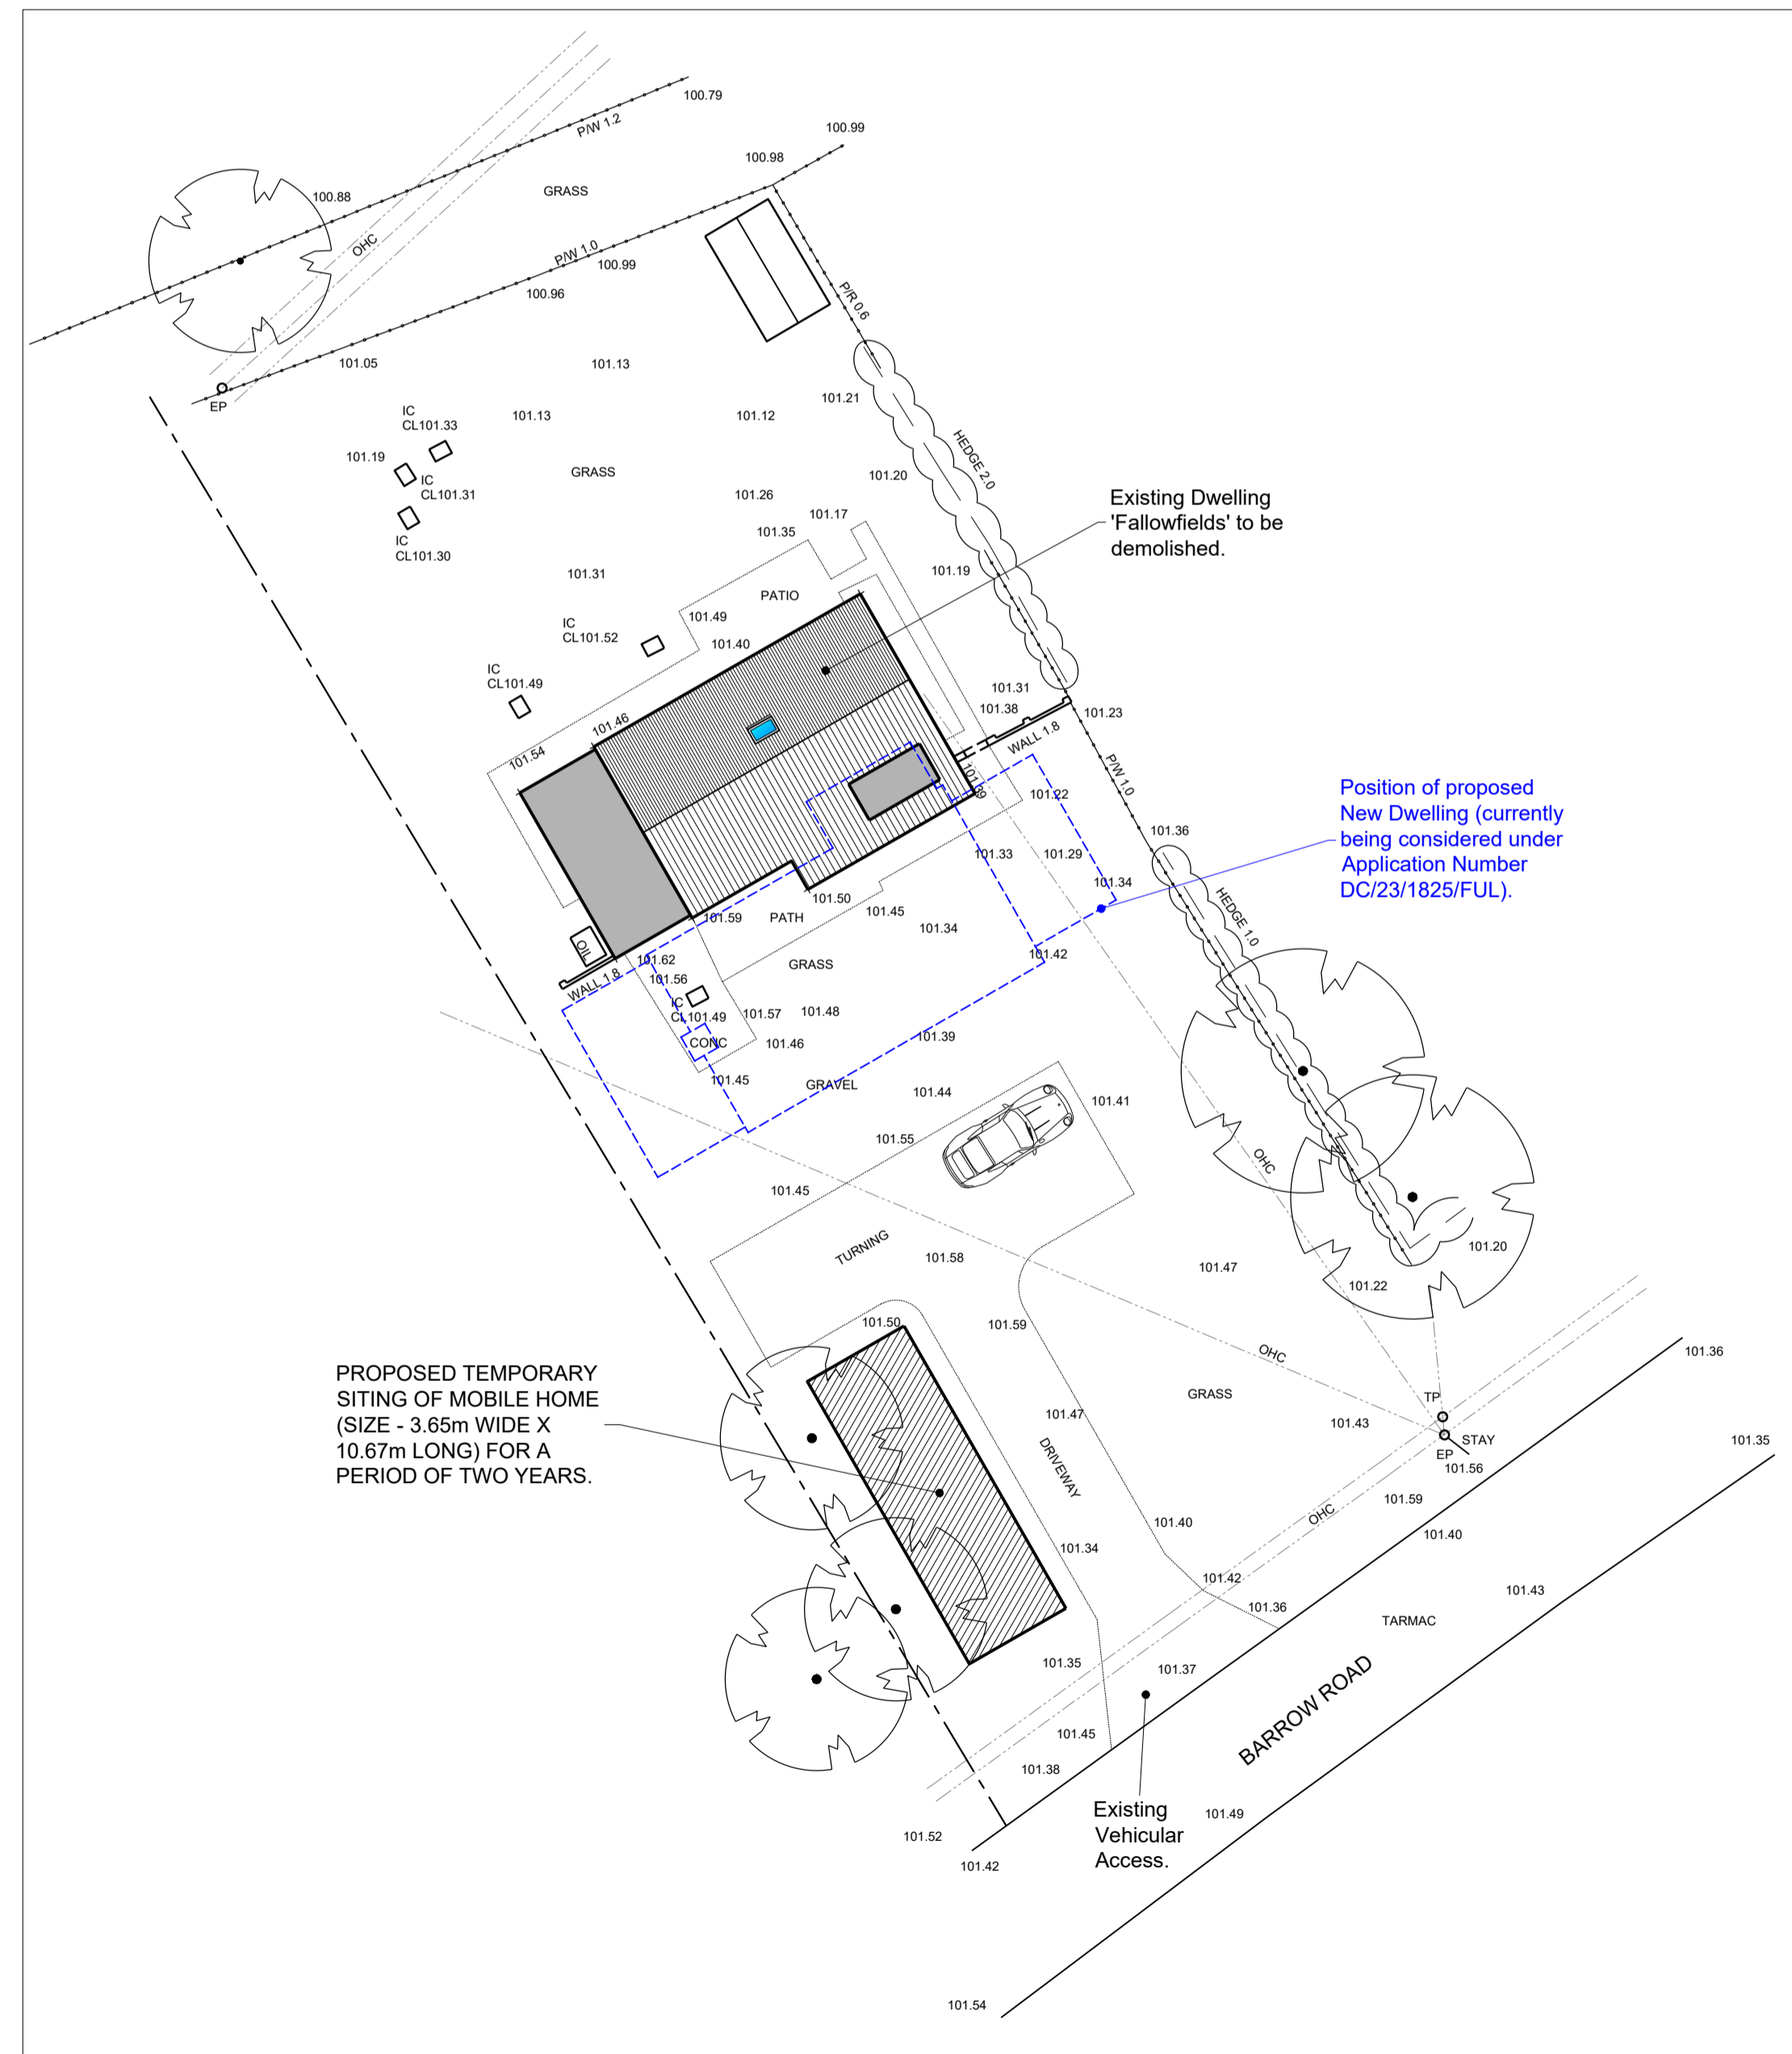 100.79
P/W 1.2
100.99
100.98
GRASS
100.88
OHC
P/W 1.0
100.99
100.96
P/R 0.6
101.05
101.13
EP
101.21
IC
CL101.33
101.13
101.12
HEDGE 2.0
101.19
IC
CL101.31
GRASS
101.20
101.26
Existing Dwelling
'Fallowfields' to be
demolished.
101.17
101.35
IC
CL101.30
101.31
101.19
PATIO
101.49
IC
CL101.52
101.40
IC
CL101.49
101.31
101.38
101.23
101.46
WALL 1.8
101.54
P/W 1.0
101.39
101.22
Position of proposed
New Dwelling (currently
being considered under
Application Number
DC/23/1825/FUL).
101.36
101.33
101.29
101.34
101.50
101.45
101.59
PATH
HEDGE 1.0
101.34
OIL
101.62
GRASS
101.42
WALL 1.8
101.56
IC
CL101.49
101.57
101.48
CONC
101.46
101.39
101.45
GRAVEL
101.44
101.41
101.55
OHC
101.45
TURNING
101.58
101.47
101.20
101.22
101.50
101.59
OHC
101.36
PROPOSED TEMPORARY
SITING OF MOBILE HOME
(SIZE - 3.65m WIDE X
10.67m LONG) FOR A
PERIOD OF TWO YEARS.
GRASS
TP
101.47
101.43
STAY
EP
101.35
DRIVEWAY
101.56
101.59
OHC
101.40
101.40
101.34
101.42
101.43
101.36
TARMAC
101.35
101.37
BARROW ROAD
101.45
101.38
Existing
Vehicular
Access.
101.49
101.52
101.42
101.54